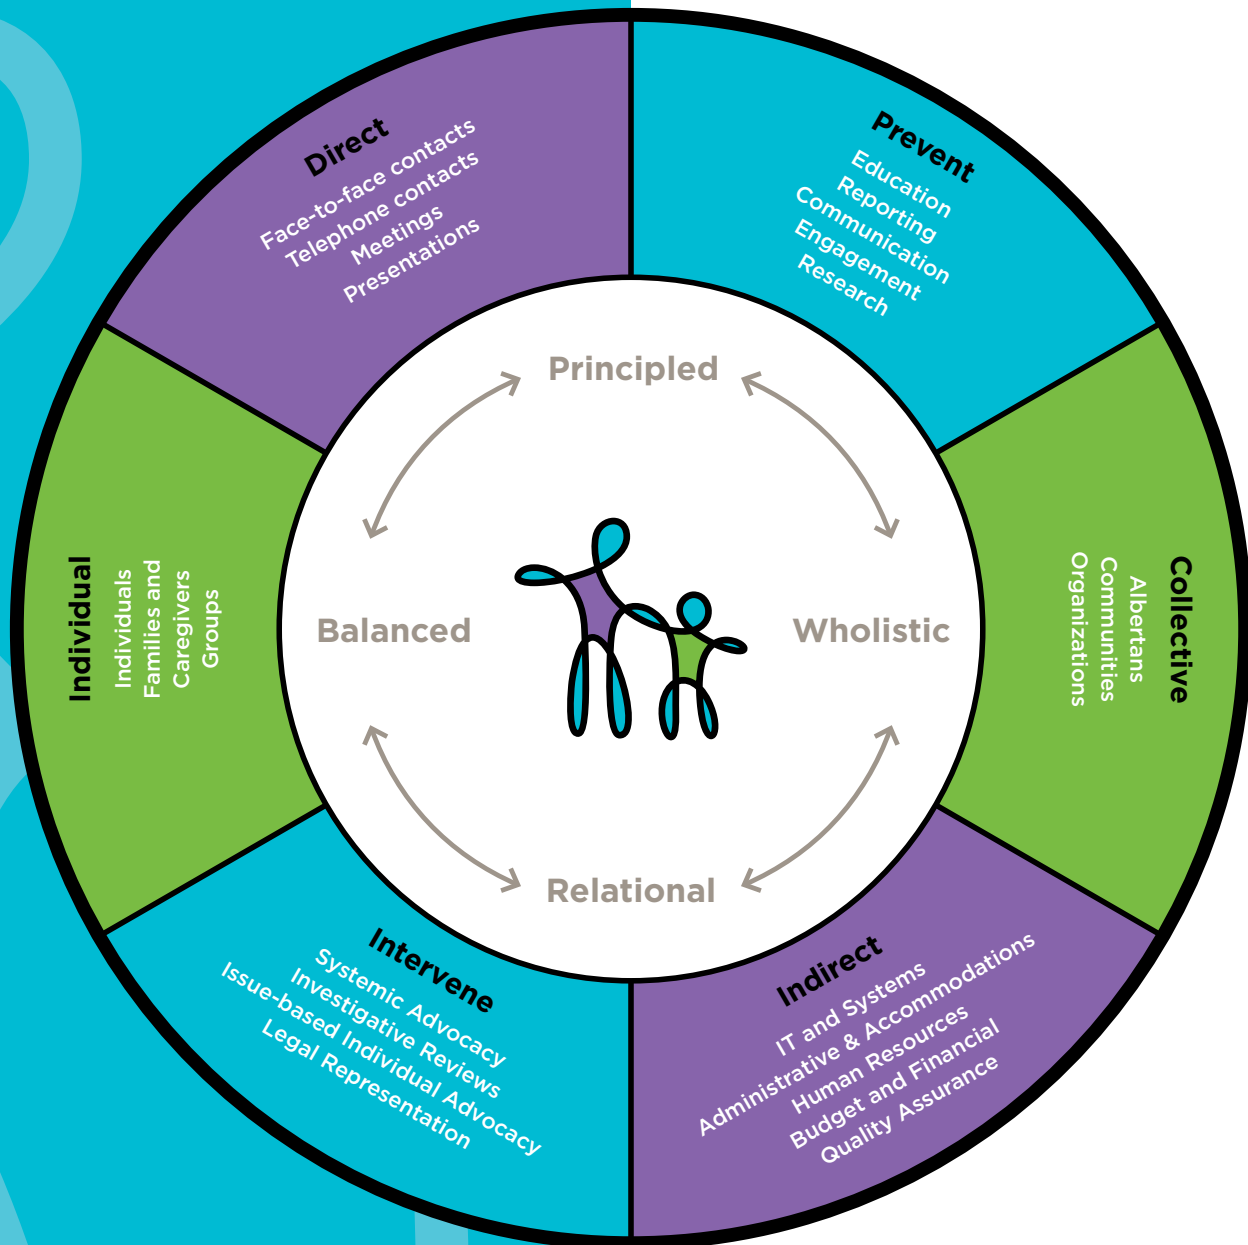 Direct
Face-to-face contacts
Telephone contacts
Meetings
Presentations
Prevent
Education
Reporting
Communication
Engagement
Research
Collective
Albertans
Communities
Organizations
Indirect
IT and Systems
Administrative & Accommodations
Human Resources
Budget and Financial
Quality Assurance
Intervene
Systemic Advocacy
Investigative Reviews
Issue-based Individual Advocacy
Legal Representation
Individual
Individuals
Families and
Caregivers
Groups
Principled
Balanced
Wholistic
Relational